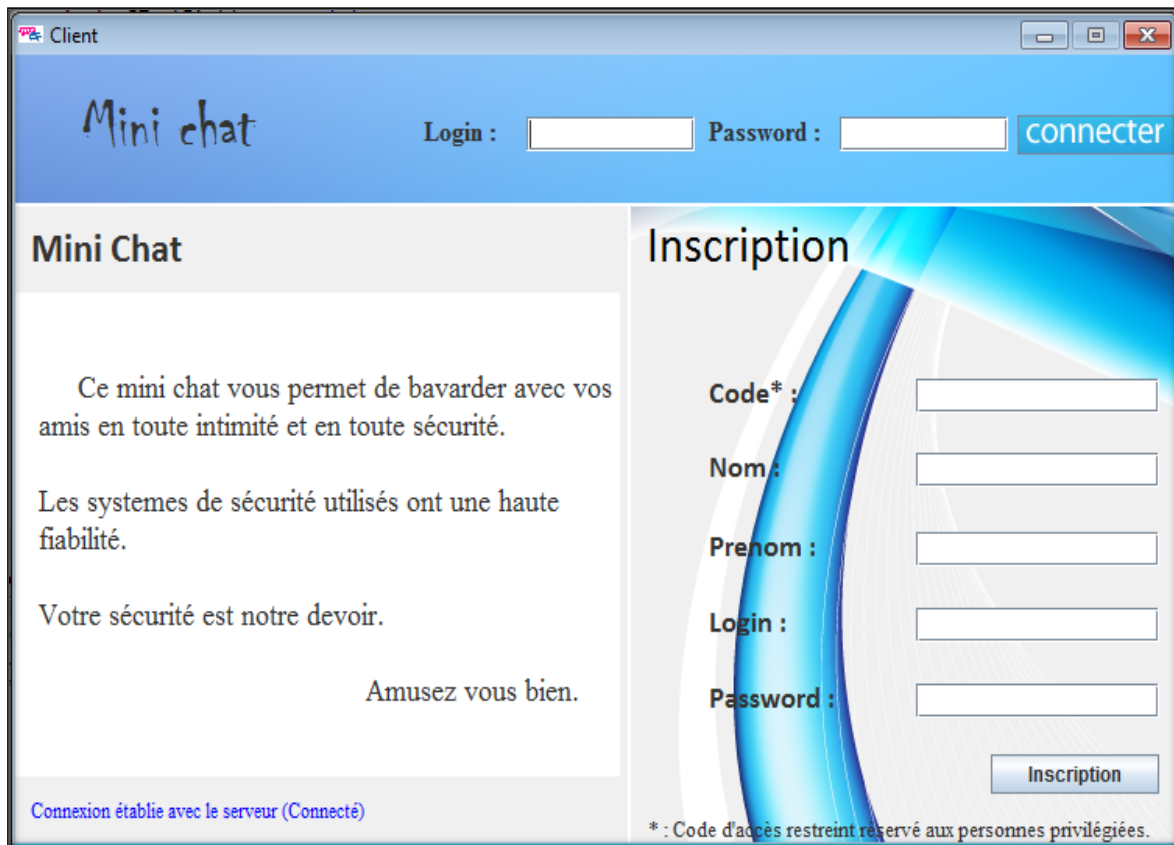 Client
Mini chat
Login :
Password :
connecter
Mini Chat
Ce mini chat vous permet de bavarder avec vos
amis en toute intimité et en toute sécurité.
Les systemes de sécurité utilisés ont une haute
fiabilité.
Votre sécurité est notre devoir.
Amusez vous bien.
Connexion établie avec le serveur (Connecté)
Inscription
Code* :
Nom :
Prenom :
Login :
Password :
Inscription
* : Code d'accès restreint réservé aux personnes privilégiées.